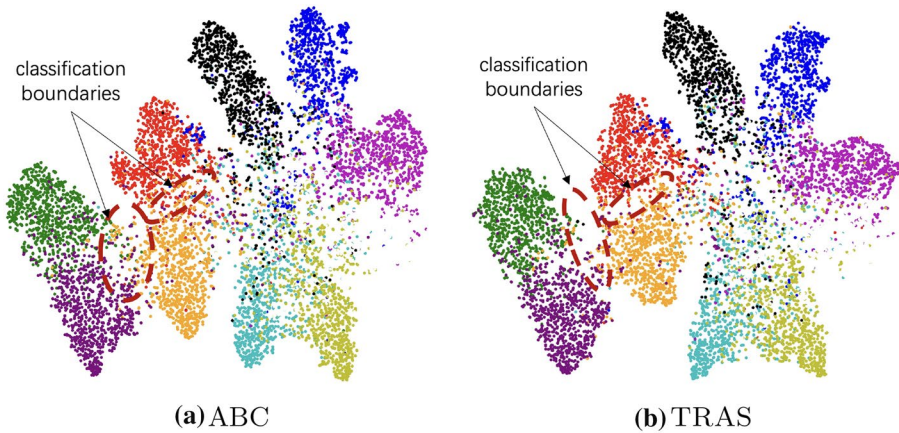 classification
boundaries
classification
boundaries
(a) ABC
(b) TRAS